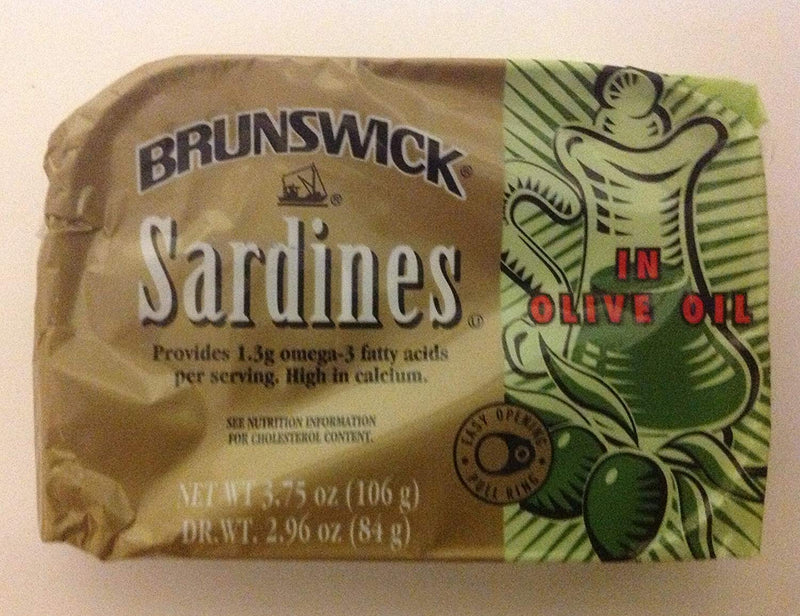 BRUNSWICK®
®
Sardines
Provides 1.3g omega-3 fatty acids
per serving. High in calcium.
SEE NUTRITION INFORMATION
FOR CHOLESTEROL CONTENT.
NET WT 3.75 oz (106 g)
DR.WT. 2.96 oz (84 g)
IN
OLIVE OIL
EASY OPENING
PULL RING